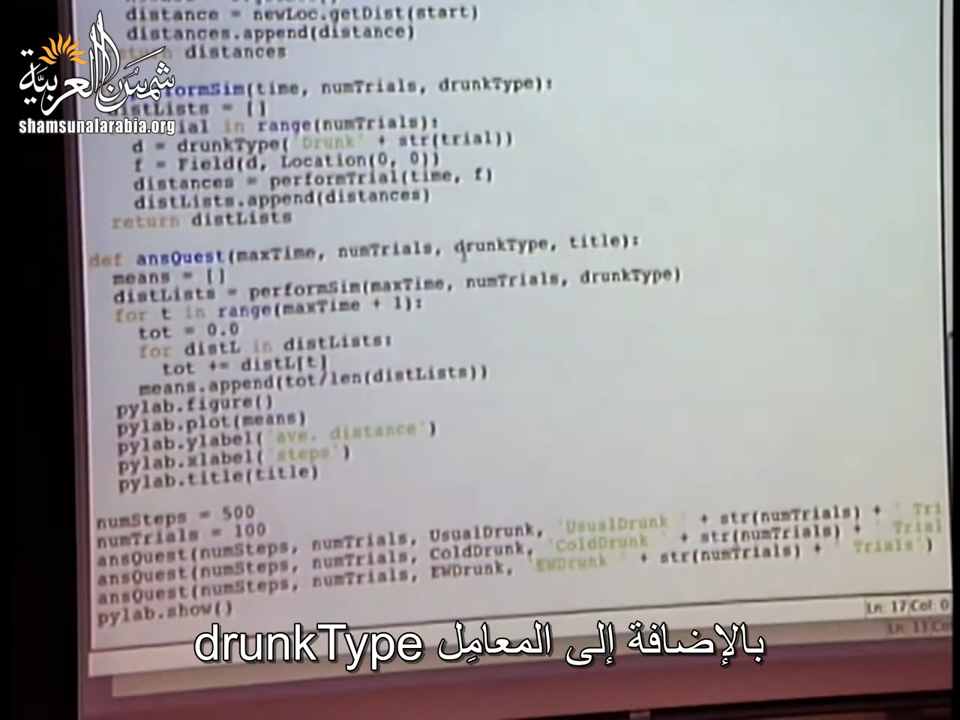 distance = newLoc.getDist(start)
distances.append(distance)
distances
شمس العربية
shamsunalarabia.org
(time, numTrials, drunkType):
= []
in range(numTrials):
d = drunkType('Drunk' + str(trial))
f = Field(d, Location(0, 0))
distances = performTrial(time, f)
distLists.append(distances)
return distLists
def ansQuest(maxTime, numTrials, drunkType, title):
means = []
distLists = performSim(maxTime, numTrials, drunkType)
for t in range(maxTime + 1):
tot = 0.0
for distL in distLists:
tot += distL[t]
means.append(tot/len(distLists))
pylab.figure()
pylab.plot(means)
pylab.ylabel('ave. distance')
pylab.xlabel('steps')
pylab.title(title)
numSteps = 500
numTrials = 100
ansQuest(numSteps, numTrials, UsualDrunk, 'UsualDrunk ' + str(numTrials) + ' Tri
ansQuest(numSteps, numTrials, ColdDrunk, 'ColdDrunk ' + str(numTrials) + ' Trial
ansQuest(numSteps, numTrials, EWDrunk, 'EWDrunk ' + str(numTrials) + ' Trials')
pylab.show()
Ln: 17 Col: 0
بالإضافة إلى المعامِل drunkType